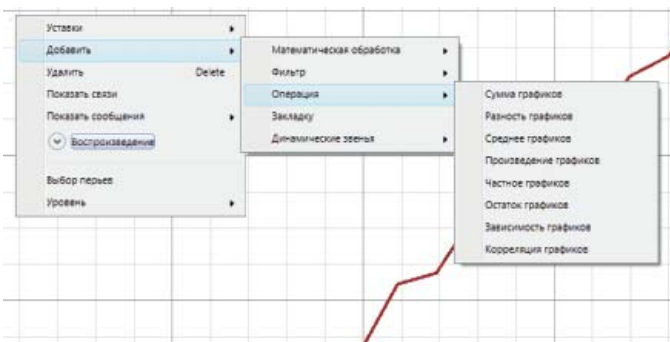 Уставки
Добавить
Удалить Delete
Показать связи
Показать сообщения
Воспроизведение
Выбор перьев
Уровень
Математическая обработка
Фильтр
Операция
Закладку
Динамические звенья
Сумма графиков
Разность графиков
Среднее графиков
Произведение графиков
Частное графиков
Остаток графиков
Зависимость графиков
Корреляция графиков